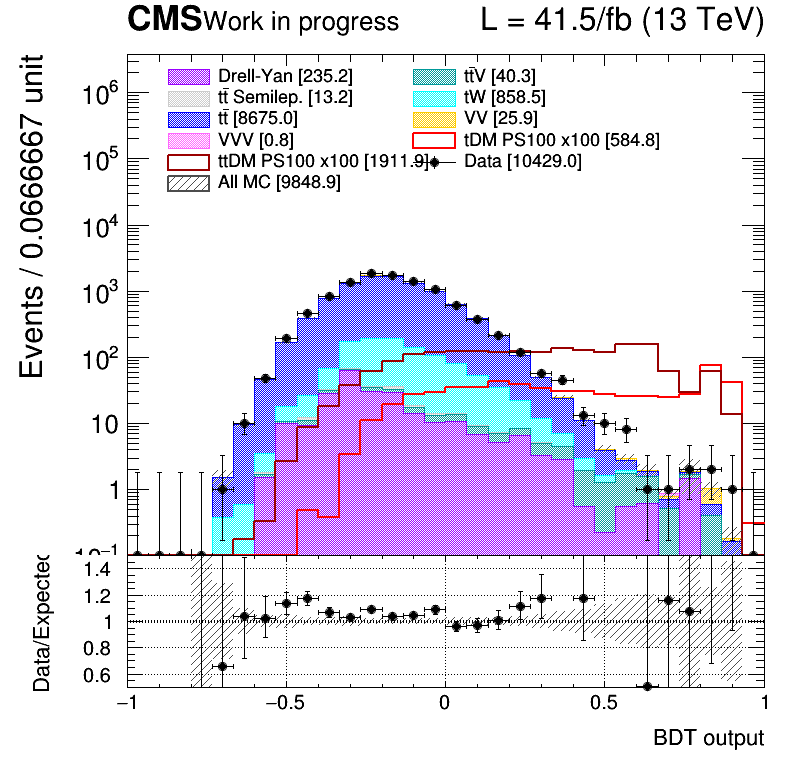 CMS Work in progress L = 41.5/fb (13 TeV)
Events / 0.0666667 unit
Drell-Yan [235.2] tt̄V [40.3]
tt̄ Semilep. [13.2] tW [858.5]
tt̄ [8675.0] VV [25.9]
VVV [0.8] tDM PS100 x100 [584.8]
ttDM PS100 x100 [1911.9] Data [10429.0]
All MC [9848.9]
10⁶
10⁵
10⁴
10³
10²
10
1
10⁻¹
Data/Expected
1.4
1.2
1
0.8
0.6
−1 −0.5 0 0.5 1
BDT output